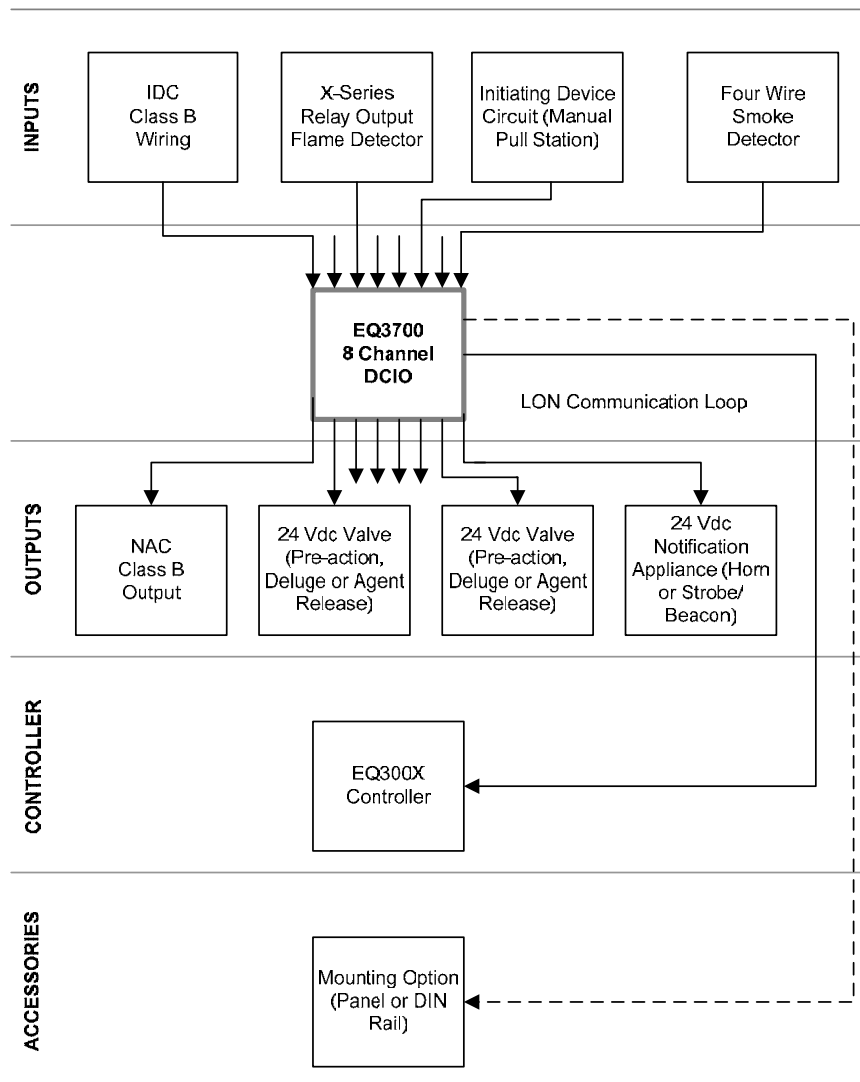 INPUTS
IDC
Class B
Wiring
X-Series
Relay Output
Flame Detector
Initiating Device
Circuit (Manual
Pull Station)
Four Wire
Smoke
Detector
EQ3700
8 Channel
DCIO
LON Communication Loop
OUTPUTS
NAC
Class B
Output
24 Vdc Valve
(Pre-action,
Deluge or Agent
Release)
24 Vdc Valve
(Pre-action,
Deluge or Agent
Release)
24 Vdc
Notification
Appliance (Horn
or Strobe/
Beacon)
CONTROLLER
EQ300X
Controller
ACCESSORIES
Mounting Option
(Panel or DIN
Rail)